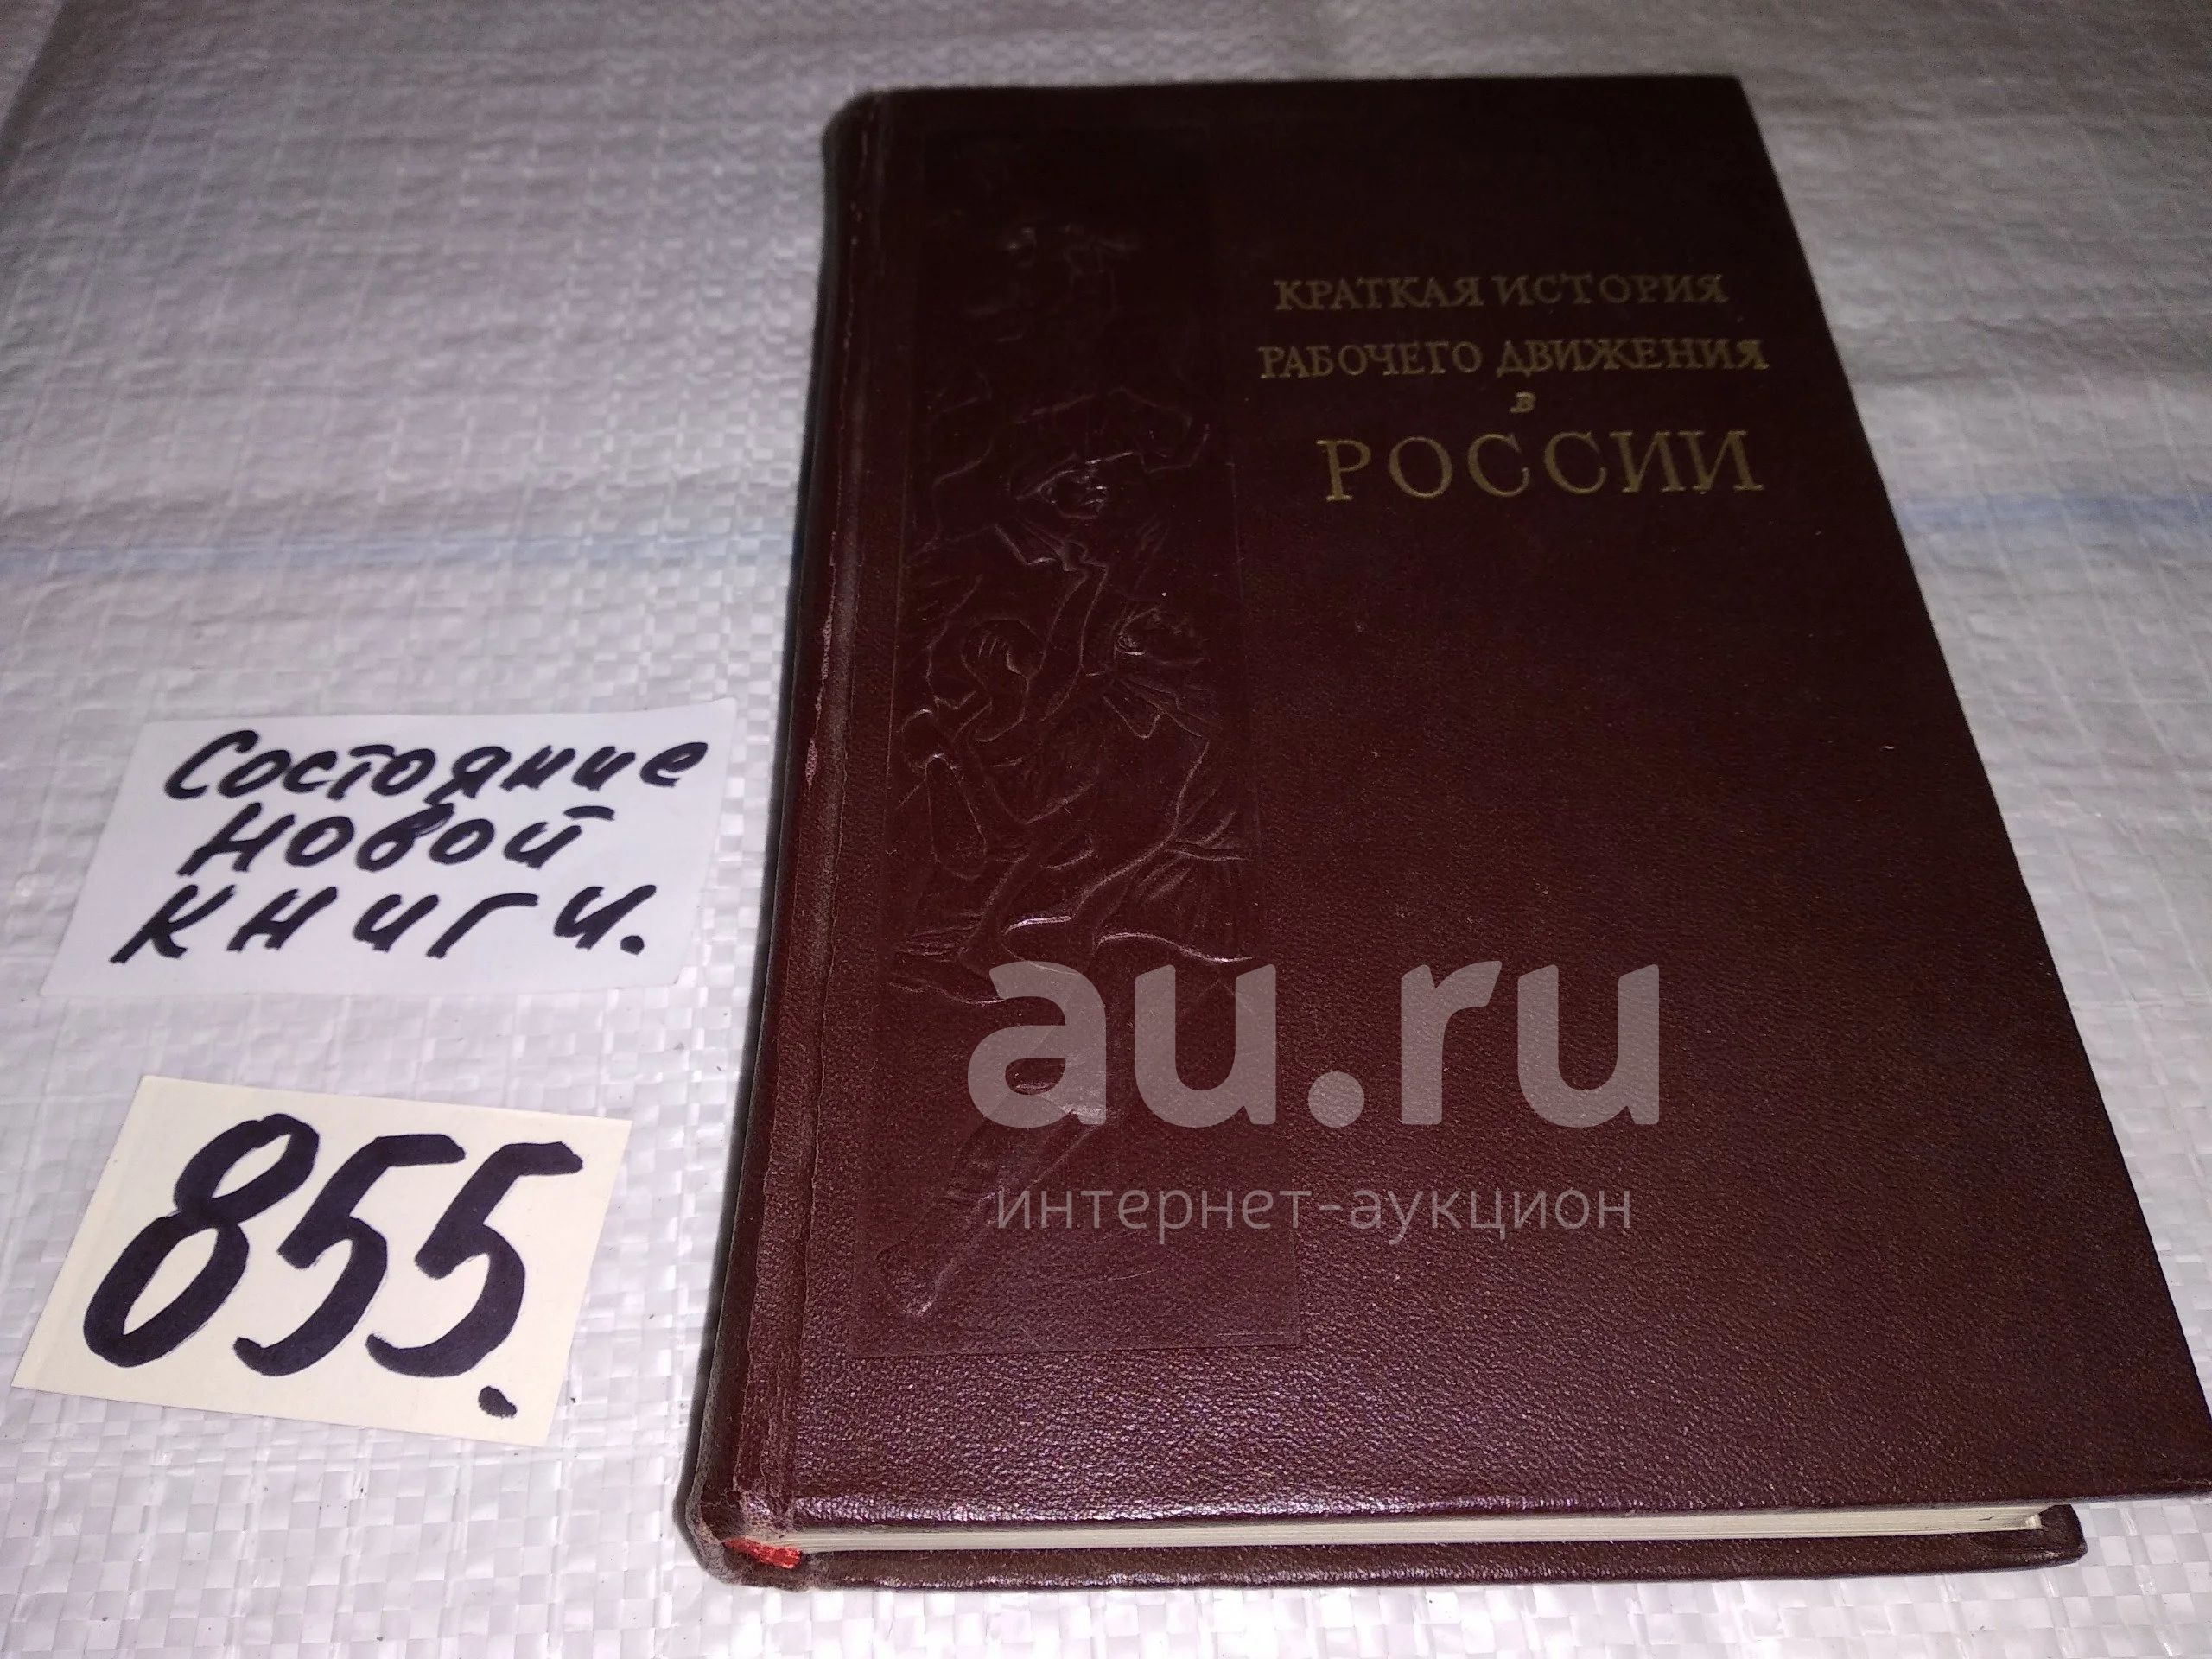 КРАТКАЯ ИСТОРИЯ
РАБОЧЕГО ДВИЖЕНИЯ
в
РОССИИ
Состояние
новой
книги.
855.
au.ru
интернет-аукцион